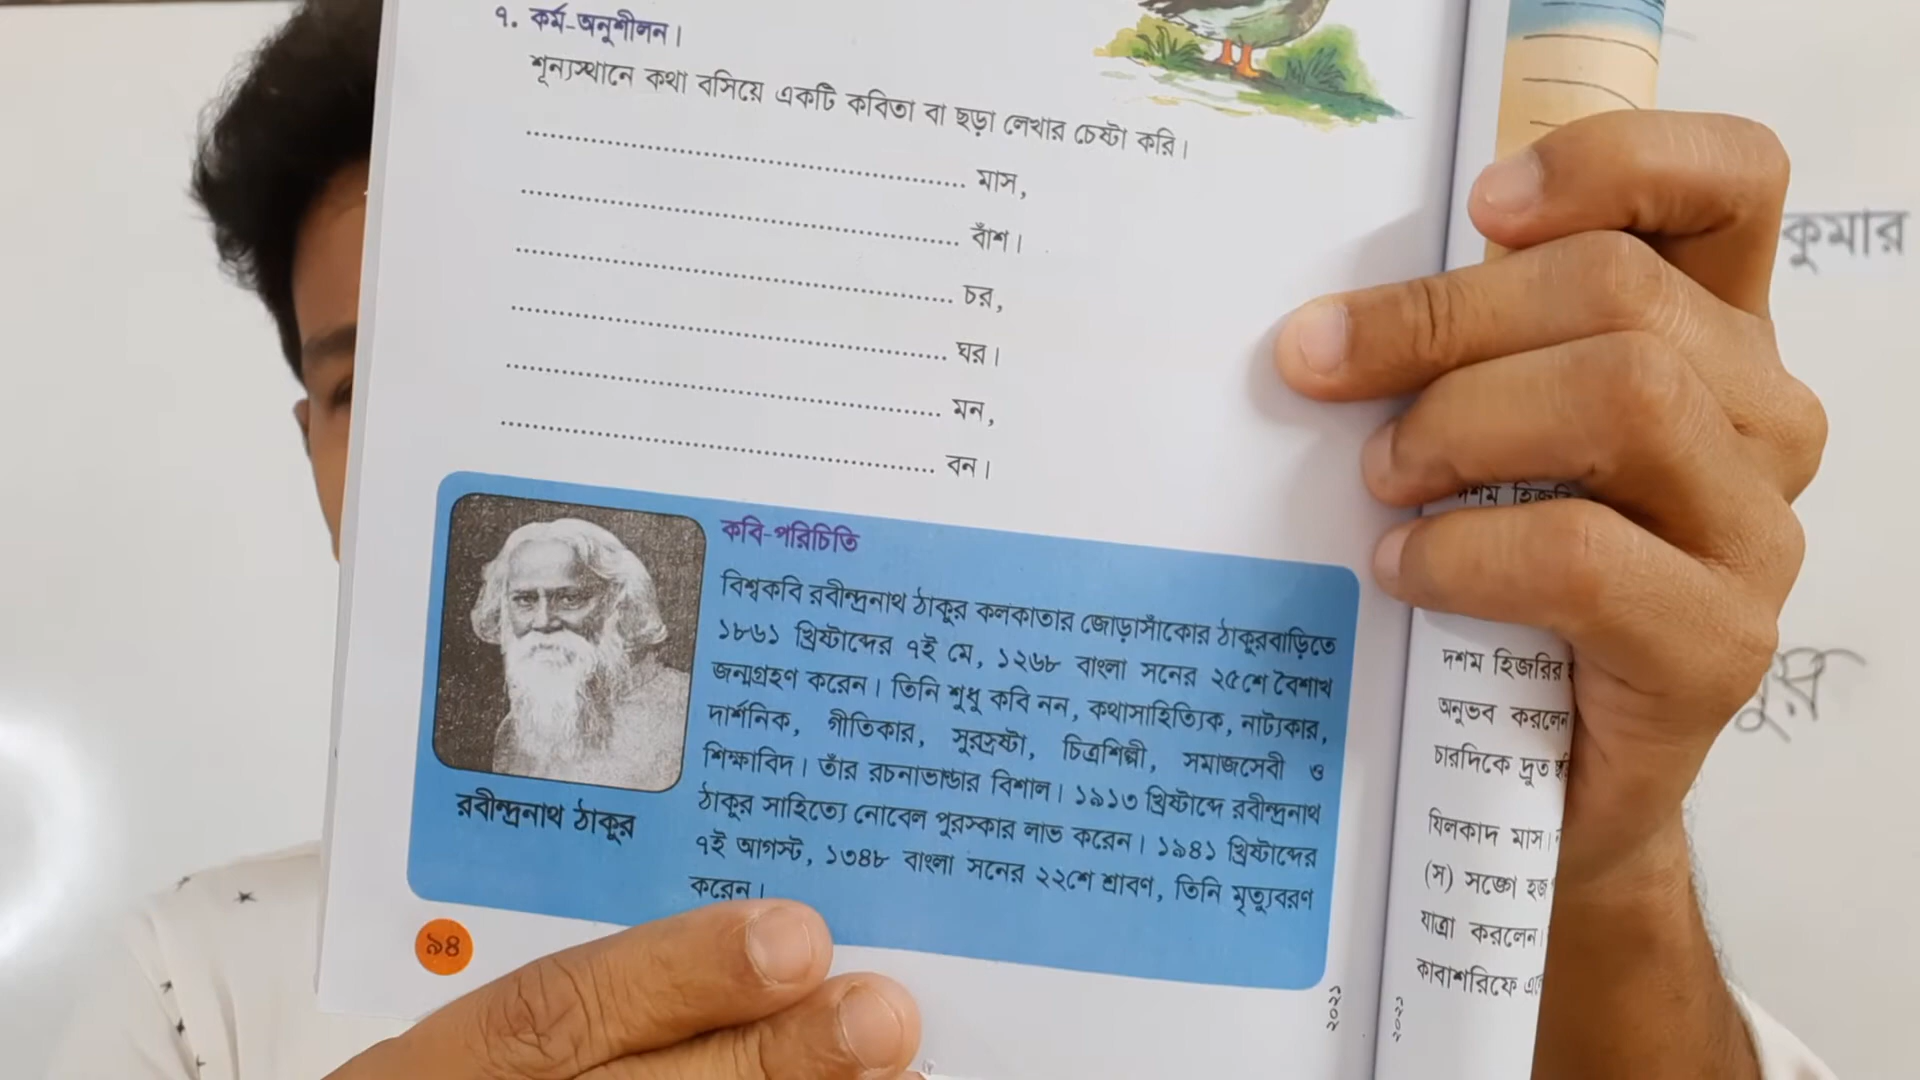 ৭. কর্ম-অনুশীলন।
শূন্যস্থানে কথা বসিয়ে একটি কবিতা বা ছড়া লেখার চেষ্টা করি।
.................................................. মাস,
.................................................. বাঁশ।
.................................................. চর,
.................................................. ঘর।
.................................................. মন,
.................................................. বন।
কবি-পরিচিতি
বিশ্বকবি রবীন্দ্রনাথ ঠাকুর কলকাতার জোড়াসাঁকোর ঠাকুরবাড়িতে
১৮৬১ খ্রিষ্টাব্দের ৭ই মে, ১২৬৮ বাংলা সনের ২৫শে বৈশাখ
জন্মগ্রহণ করেন। তিনি শুধু কবি নন, কথাসাহিত্যিক, নাট্যকার,
দার্শনিক, গীতিকার, সুরস্রষ্টা, চিত্রশিল্পী, সমাজসেবী ও
শিক্ষাবিদ। তাঁর রচনাভাণ্ডার বিশাল। ১৯১৩ খ্রিষ্টাব্দে রবীন্দ্রনাথ
ঠাকুর সাহিত্যে নোবেল পুরস্কার লাভ করেন। ১৯৪১ খ্রিষ্টাব্দের
৭ই আগস্ট, ১৩৪৮ বাংলা সনের ২২শে শ্রাবণ, তিনি মৃত্যুবরণ
করেন।
রবীন্দ্রনাথ ঠাকুর
৯৪
২০২১
দশম হিজরির
অনুভব করলেন
চারদিকে দ্রুত
যিলকাদ মাস।
(স) সঙ্গে হজ
যাত্রা করলেন।
কাবাশরিফে
২০২১
কুমার